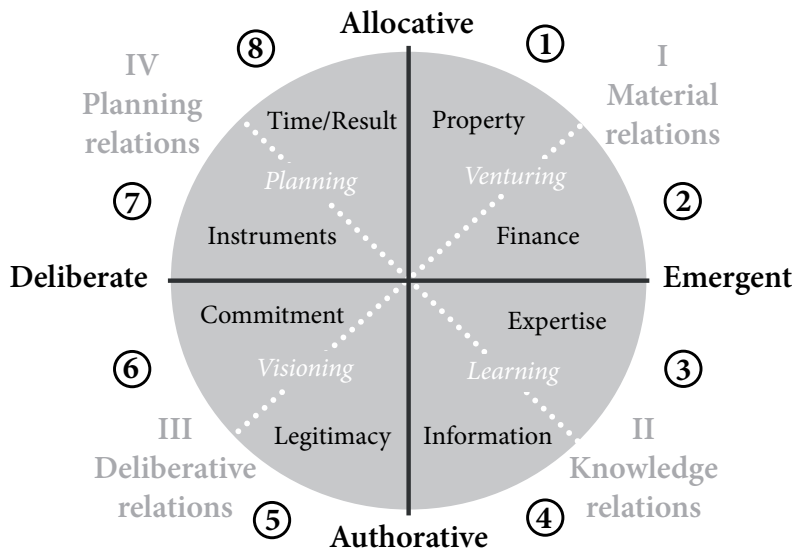 Allocative
8
1
IV
Planning
relations
I
Material
relations
Time/Result
Property
Planning
Venturing
7
2
Instruments
Finance
Deliberate
Emergent
Commitment
Expertise
6
Visioning
Learning
3
III
Deliberative
relations
Legitimacy
Information
II
Knowledge
relations
5
4
Authorative